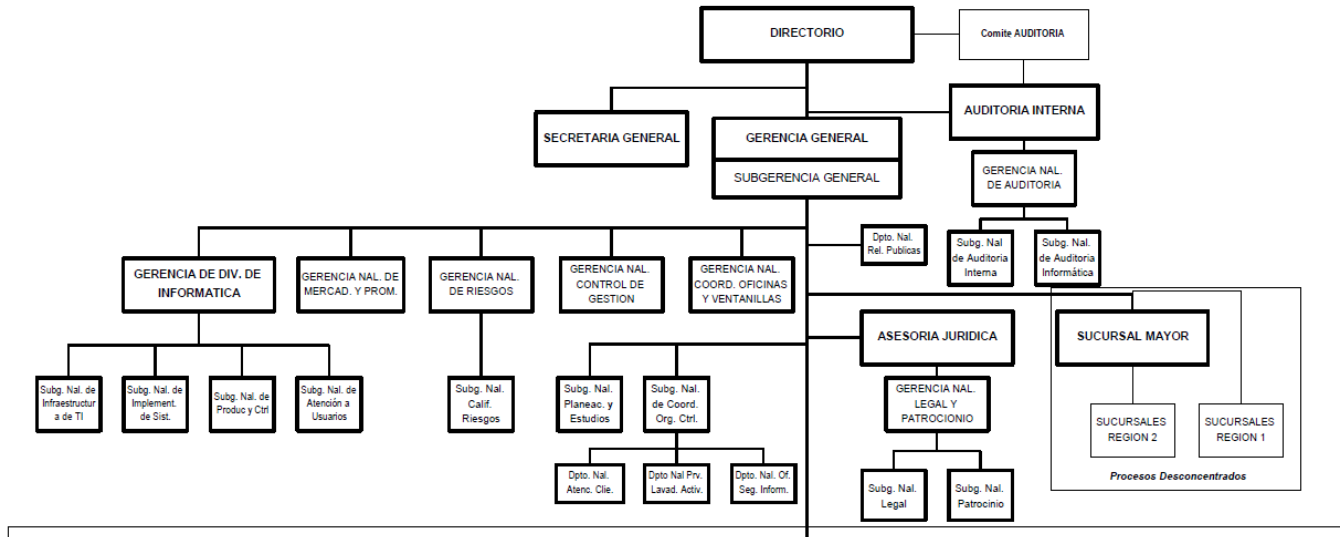 DIRECTORIO
Comite AUDITORIA
AUDITORIA INTERNA
SECRETARIA GENERAL
GERENCIA GENERAL
SUBGERENCIA GENERAL
GERENCIA NAL.
DE AUDITORIA
Dpto. Nal.
Rel. Publicas
Subg. Nal
de Auditoria
Interna
Subg. Nal.
de Auditoria
Informática
GERENCIA DE DIV. DE
INFORMATICA
GERENCIA NAL. DE
MERCAD. Y PROM.
GERENCIA NAL.
DE RIESGOS
GERENCIA NAL.
CONTROL DE
GESTION
GERENCIA NAL.
COORD. OFICINAS
Y VENTANILLAS
ASESORIA JURIDICA
SUCURSAL MAYOR
Subg. Nal. de
Infraestructur
a de TI
Subg. Nal. de
Implement.
de Sist.
Subg. Nal.
de Produc y Ctrl
Subg. Nal. de
Atención a
Usuarios
Subg. Nal.
Calif.
Riesgos
Subg. Nal.
Planeac. y
Estudios
Subg. Nal.
de Coord.
Org. Ctrl.
GERENCIA NAL.
LEGAL Y
PATROCIONIO
SUCURSALES
REGION 2
SUCURSALES
REGION 1
Dpto. Nal.
Atenc. Clie.
Dpto Nal Prv.
Lavad. Activ.
Dpto. Nal. Of.
Seg. Inform.
Subg. Nal.
Legal
Subg. Nal.
Patrocinio
Procesos Desconcentrados